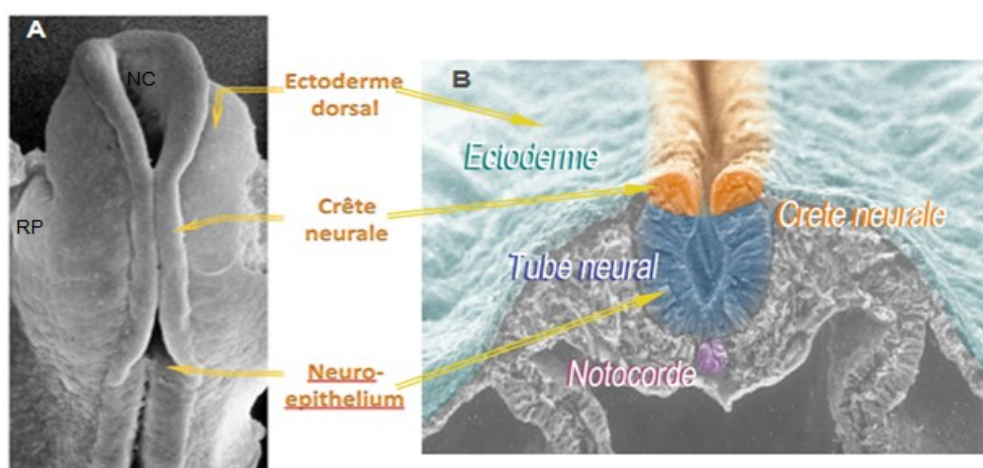 A
NC
RP
Ectoderme
dorsal
Crête
neurale
Neuro-
epithelium
B
Ectoderme
Crete neurale
Tube neural
Notocorde